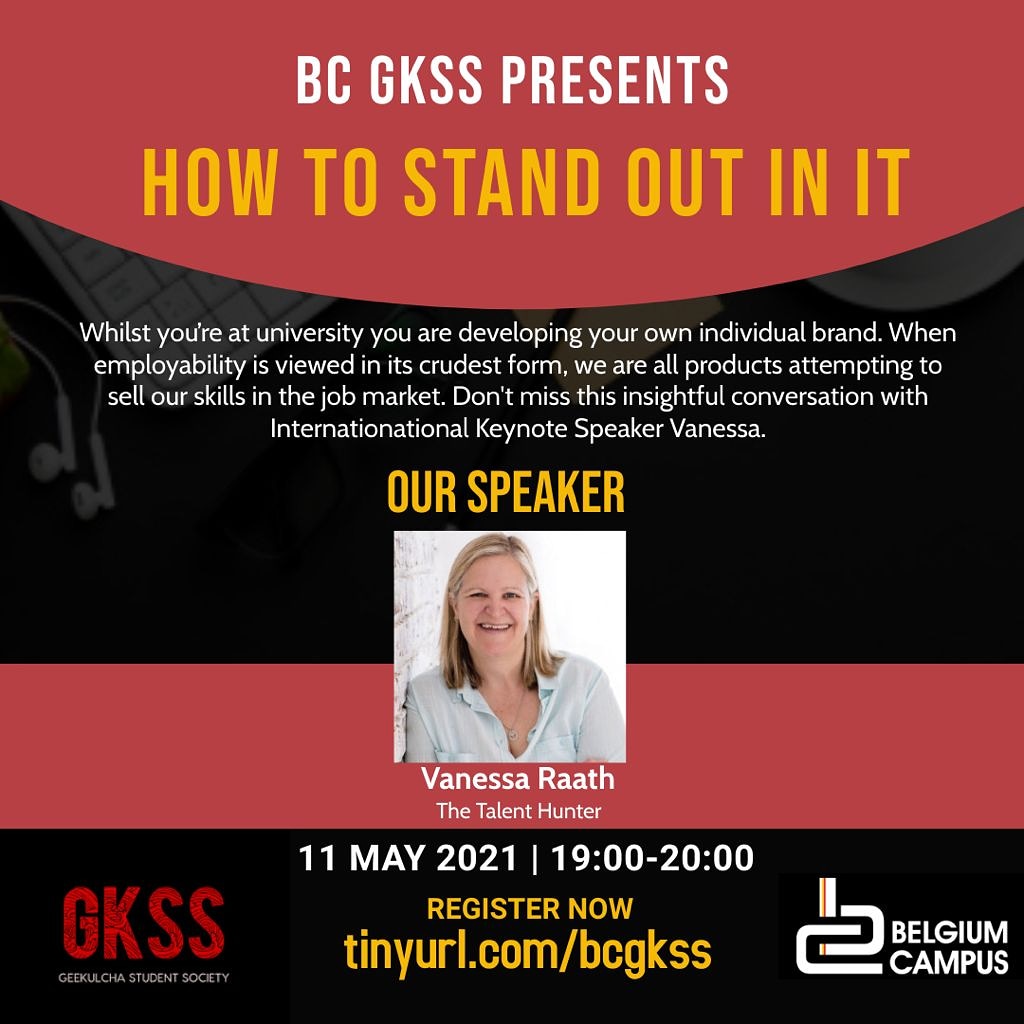 BC GKSS PRESENTS
HOW TO STAND OUT IN IT
Whilst you're at university you are developing your own individual brand. When
employability is viewed in its crudest form, we are all products attempting to
sell our skills in the job market. Don't miss this insightful conversation with
Internationational Keynote Speaker Vanessa.
OUR SPEAKER
Vanessa Raath
The Talent Hunter
11 MAY 2021 | 19:00-20:00
REGISTER NOW
tinyurl.com/bcgkss
GKSS
GEEKULCHA STUDENT SOCIETY
BELGIUM
CAMPUS